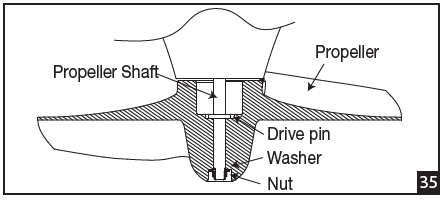 Propeller
Propeller Shaft
Drive pin
Washer
Nut
35